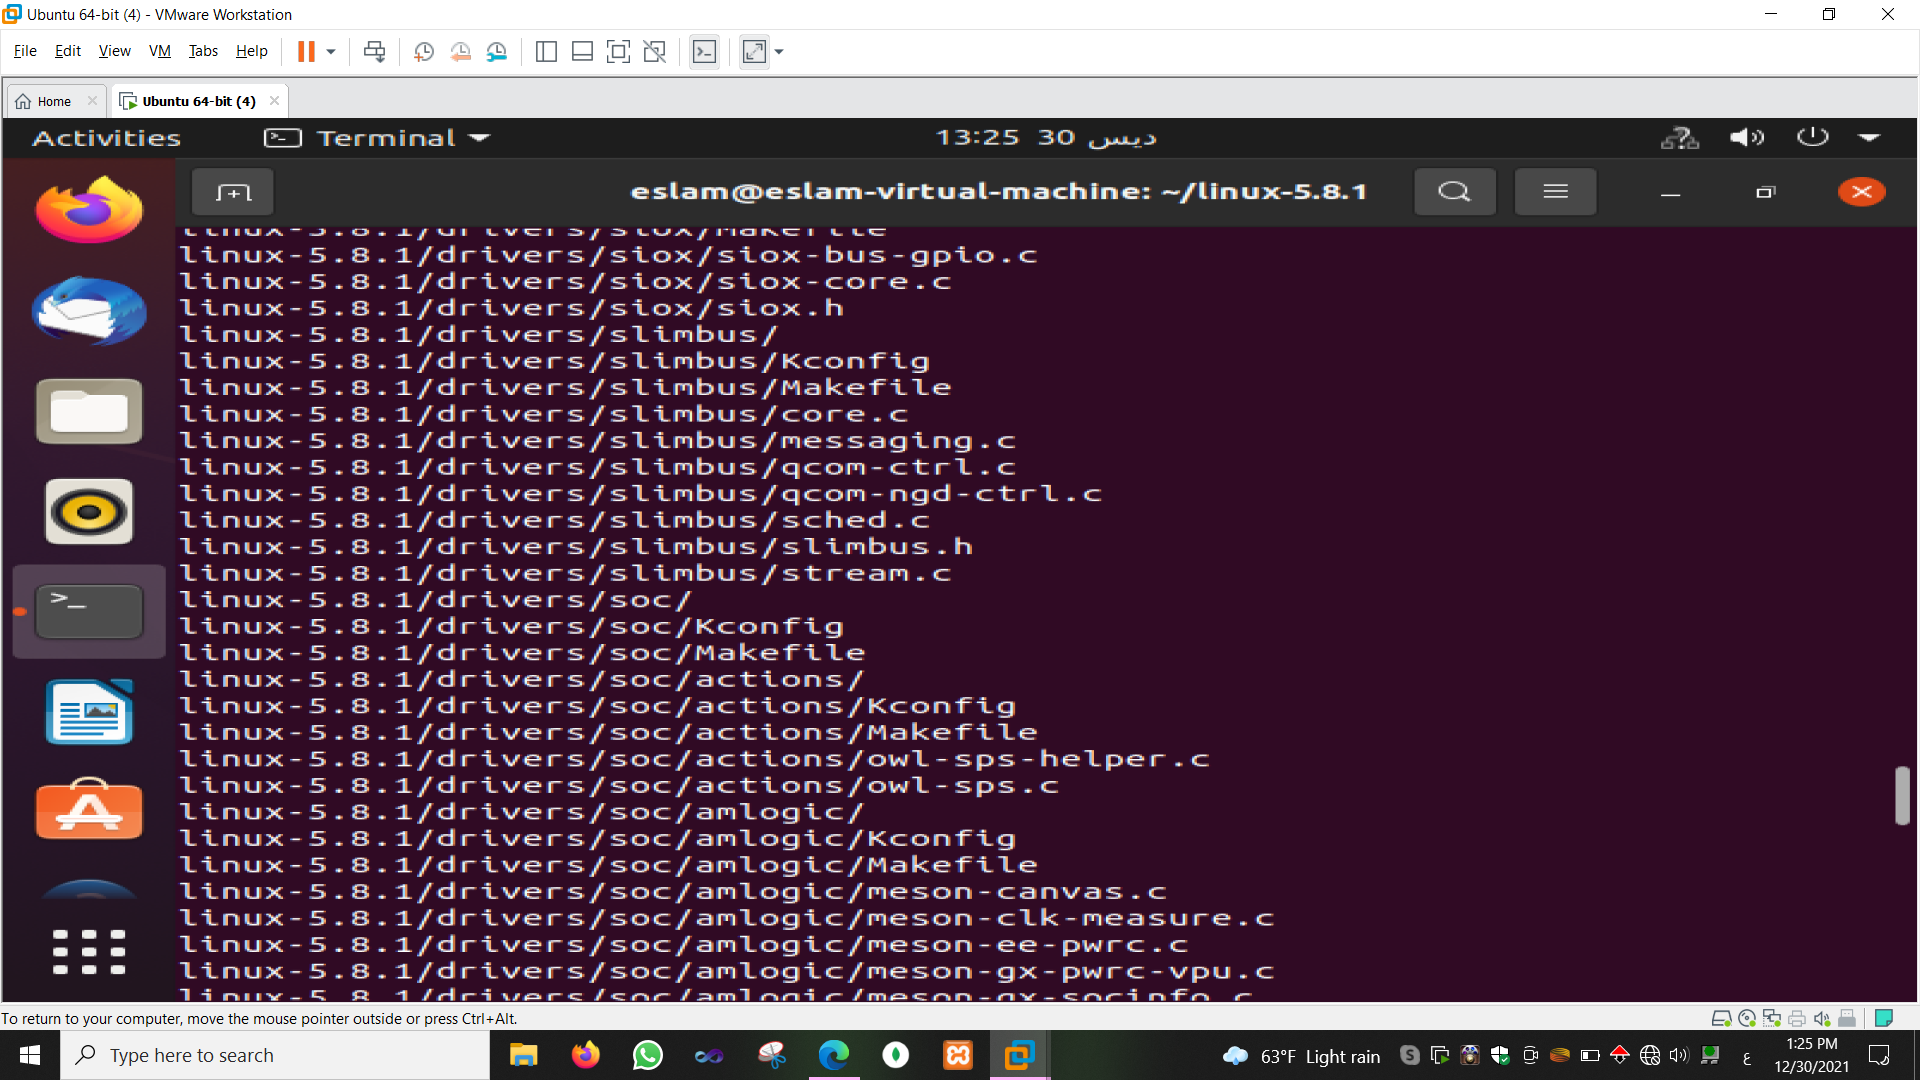 Ubuntu 64-bit (4) - VMware Workstation
File Edit View VM Tabs Help
Home
Ubuntu 64-bit (4)
Activities
Terminal
13:25 30 ديس
eslam@eslam-virtual-machine: ~/linux-5.8.1
linux-5.8.1/drivers/siox/Makefile
linux-5.8.1/drivers/siox/siox-bus-gpio.c
linux-5.8.1/drivers/siox/siox-core.c
linux-5.8.1/drivers/siox/siox.h
linux-5.8.1/drivers/slimbus/
linux-5.8.1/drivers/slimbus/Kconfig
linux-5.8.1/drivers/slimbus/Makefile
linux-5.8.1/drivers/slimbus/core.c
linux-5.8.1/drivers/slimbus/messaging.c
linux-5.8.1/drivers/slimbus/qcom-ctrl.c
linux-5.8.1/drivers/slimbus/qcom-ngd-ctrl.c
linux-5.8.1/drivers/slimbus/sched.c
linux-5.8.1/drivers/slimbus/slimbus.h
linux-5.8.1/drivers/slimbus/stream.c
linux-5.8.1/drivers/soc/
linux-5.8.1/drivers/soc/Kconfig
linux-5.8.1/drivers/soc/Makefile
linux-5.8.1/drivers/soc/actions/
linux-5.8.1/drivers/soc/actions/Kconfig
linux-5.8.1/drivers/soc/actions/Makefile
linux-5.8.1/drivers/soc/actions/owl-sps-helper.c
linux-5.8.1/drivers/soc/actions/owl-sps.c
linux-5.8.1/drivers/soc/amlogic/
linux-5.8.1/drivers/soc/amlogic/Kconfig
linux-5.8.1/drivers/soc/amlogic/Makefile
linux-5.8.1/drivers/soc/amlogic/meson-canvas.c
linux-5.8.1/drivers/soc/amlogic/meson-clk-measure.c
linux-5.8.1/drivers/soc/amlogic/meson-ee-pwrc.c
linux-5.8.1/drivers/soc/amlogic/meson-gx-pwrc-vpu.c
linux-5.8.1/drivers/soc/amlogic/meson-gx-socinfo.c
To return to your computer, move the mouse pointer outside or press Ctrl+Alt.
Type here to search
63°F Light rain
ع
1:25 PM
12/30/2021